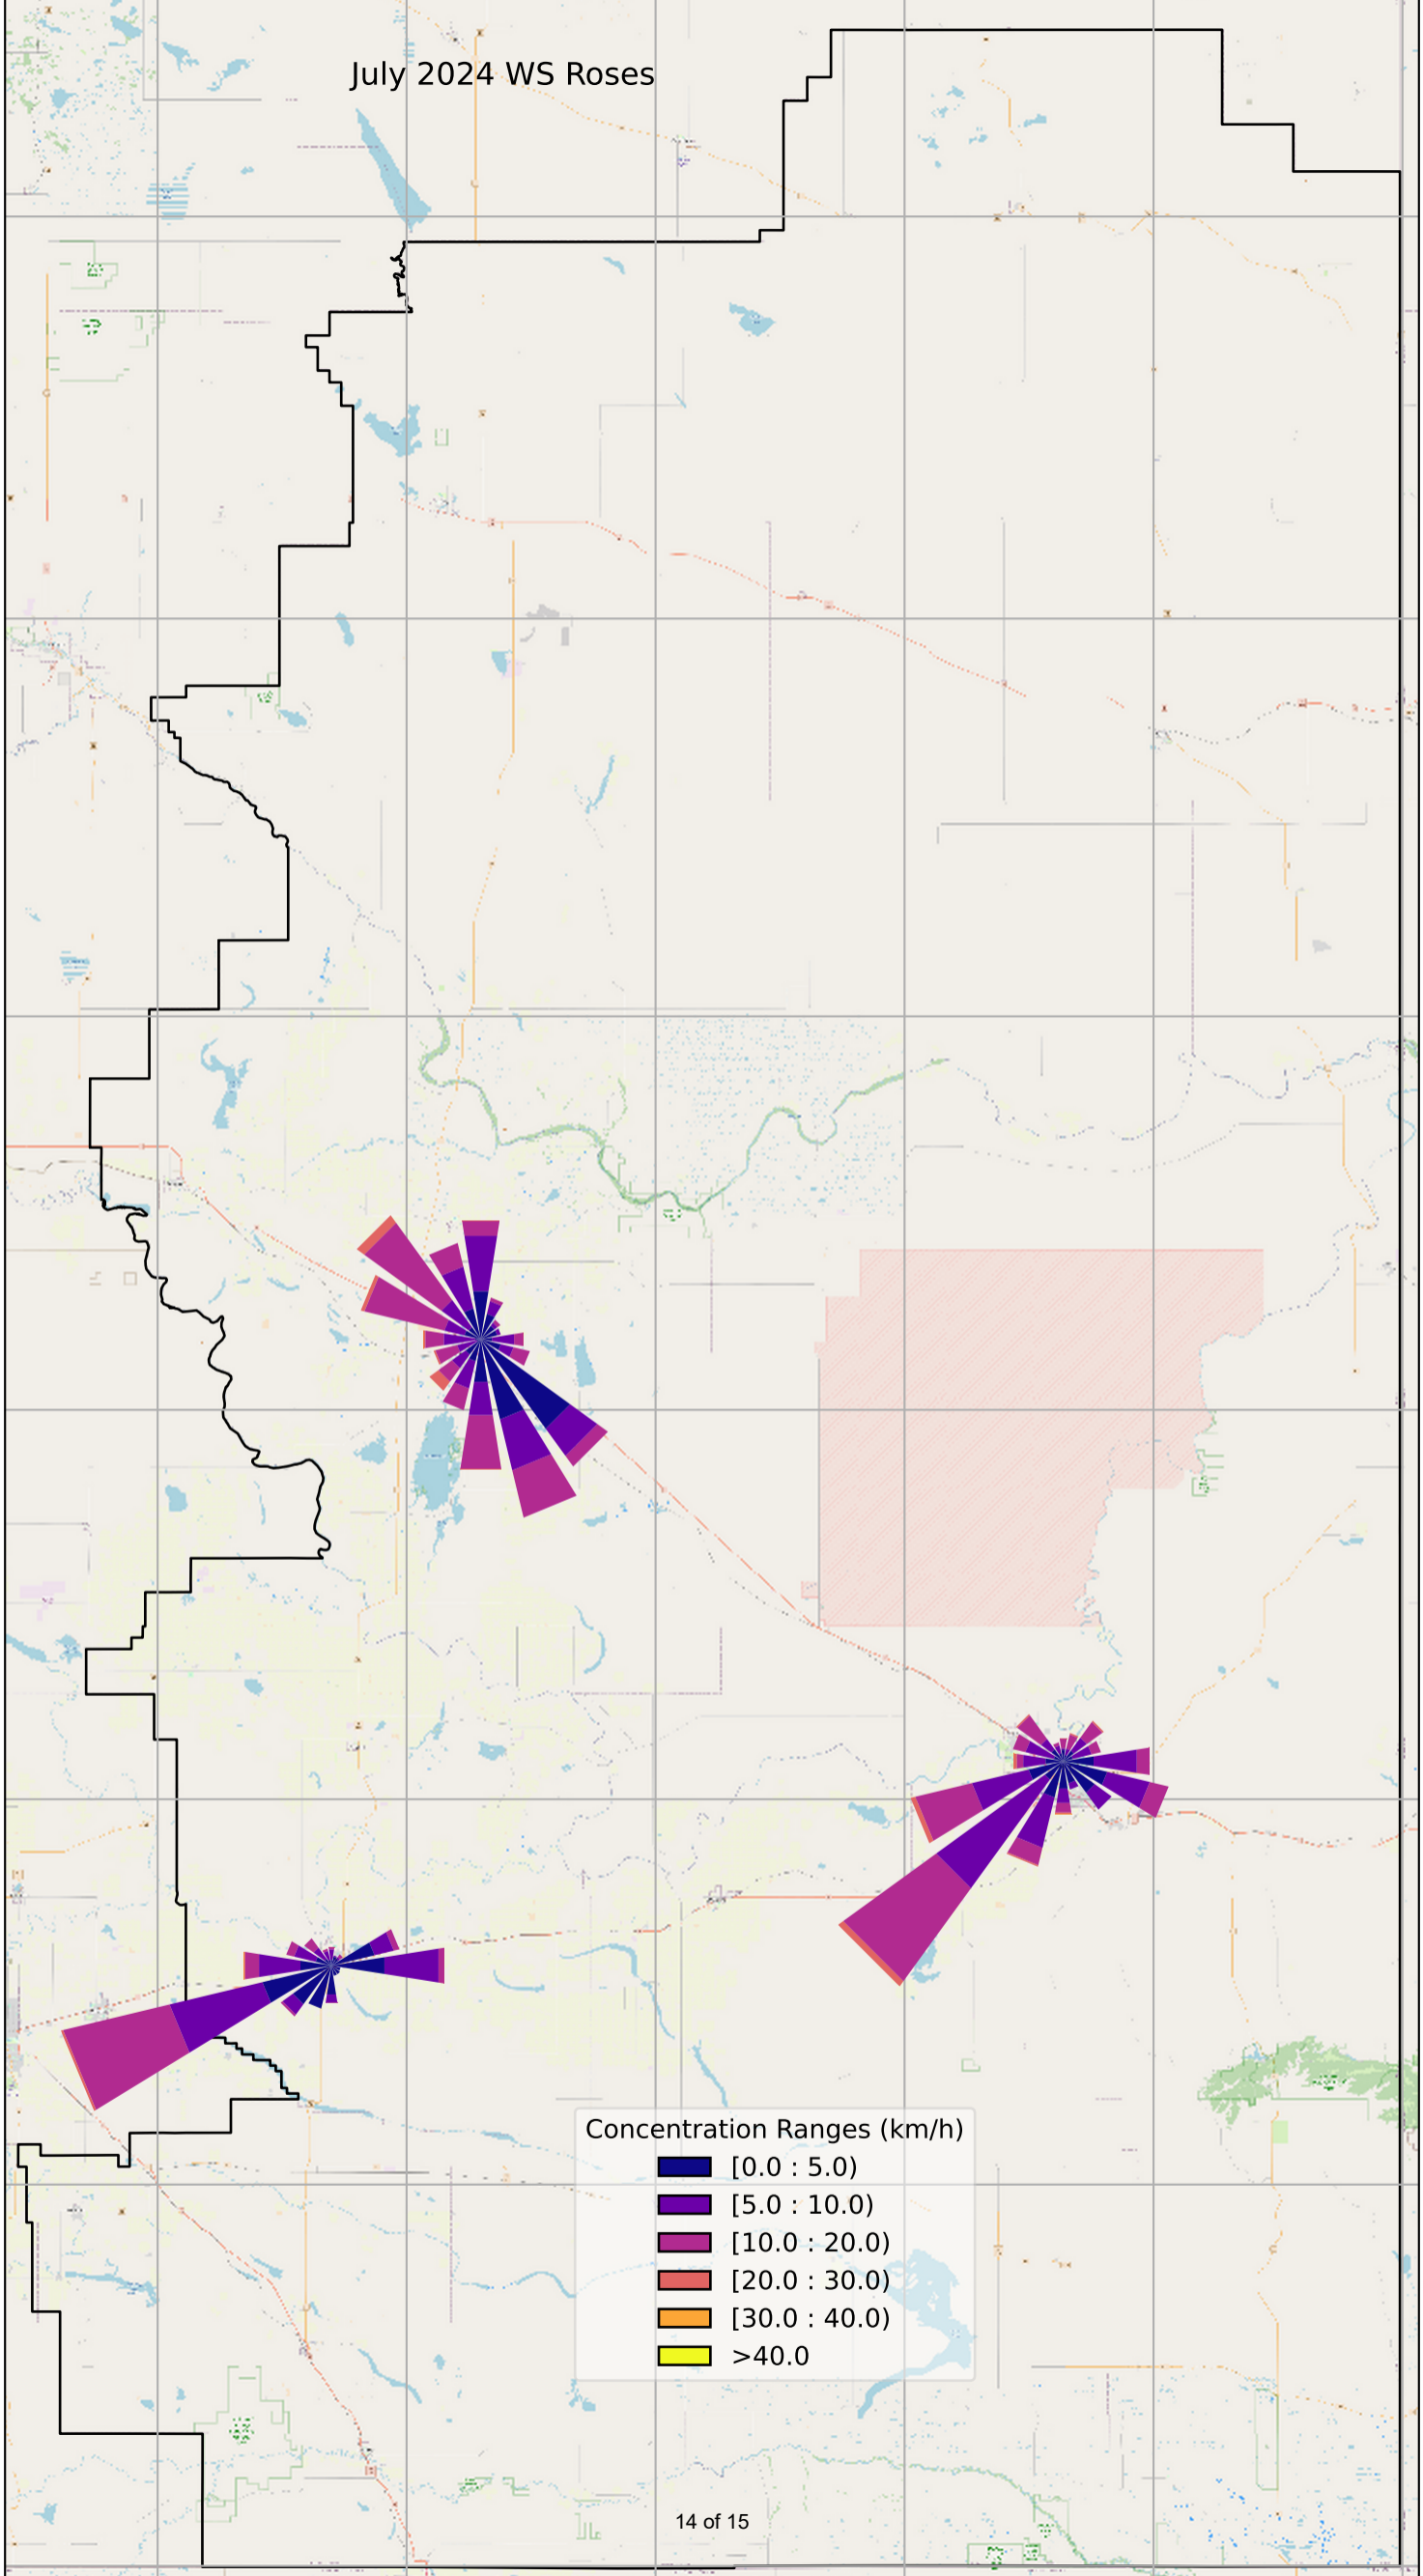 July 2024 WS Roses
Concentration Ranges (km/h)
[0.0 : 5.0)
[5.0 : 10.0)
[10.0 : 20.0)
[20.0 : 30.0)
[30.0 : 40.0)
>40.0
14 of 15